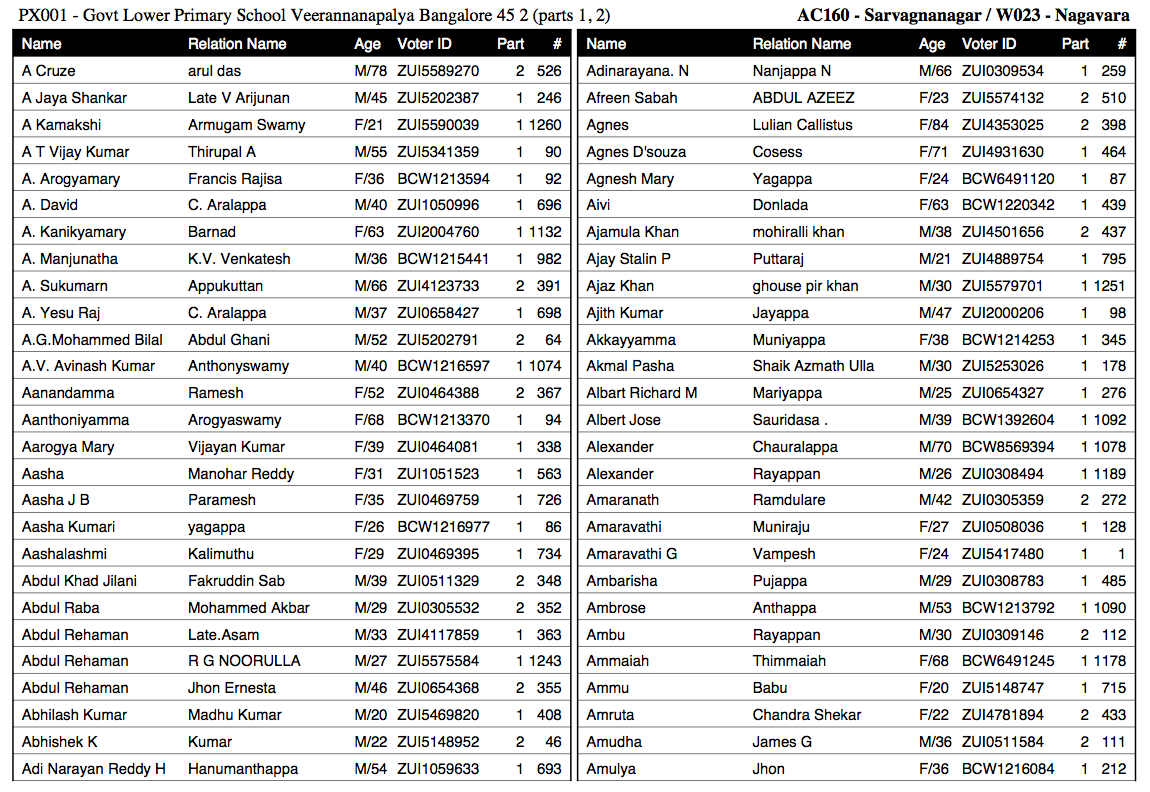 PX001 - Govt Lower Primary School Veerannanapalya Bangalore 45 2 (parts 1, 2)
AC160 - Sarvagnanagar / W023 - Nagavara
Name Relation Name Age Voter ID Part #
A Cruze arul das M/78 ZUI5589270 2 526
A Jaya Shankar Late V Arijunan M/45 ZUI5202387 1 246
A Kamakshi Armugam Swamy F/21 ZUI5590039 1 1260
A T Vijay Kumar Thirupal A M/55 ZUI5341359 1 90
A. Arogyamary Francis Rajisa F/36 BCW1213594 1 92
A. David C. Aralappa M/40 ZUI1050996 1 696
A. Kanikyamary Barnad F/63 ZUI2004760 1 1132
A. Manjunatha K.V. Venkatesh M/36 BCW1215441 1 982
A. Sukumarn Appukuttan M/66 ZUI4123733 2 391
A. Yesu Raj C. Aralappa M/37 ZUI0658427 1 698
A.G.Mohammed Bilal Abdul Ghani M/52 ZUI5202791 2 64
A.V. Avinash Kumar Anthonyswamy M/40 BCW1216597 1 1074
Aanandamma Ramesh F/52 ZUI0464388 2 367
Aanthoniyamma Arogyaswamy F/68 BCW1213370 1 94
Aarogya Mary Vijayan Kumar F/39 ZUI0464081 1 338
Aasha Manohar Reddy F/31 ZUI1051523 1 563
Aasha J B Paramesh F/35 ZUI0469759 1 726
Aasha Kumari yagappa F/26 BCW1216977 1 86
Aashalashmi Kalimuthu F/29 ZUI0469395 1 734
Abdul Khad Jilani Fakruddin Sab M/39 ZUI0511329 2 348
Abdul Raba Mohammed Akbar M/29 ZUI0305532 2 352
Abdul Rehaman Late.Asam M/33 ZUI4117859 1 363
Abdul Rehaman R G NOORULLA M/27 ZUI5575584 1 1243
Abdul Rehaman Jhon Ernesta M/46 ZUI0654368 2 355
Abhilash Kumar Madhu Kumar M/20 ZUI5469820 1 408
Abhishek K Kumar M/22 ZUI5148952 2 46
Adi Narayan Reddy H Hanumanthappa M/54 ZUI1059633 1 693
Name Relation Name Age Voter ID Part #
Adinarayana. N Nanjappa N M/66 ZUI0309534 1 259
Afreen Sabah ABDUL AZEEZ F/23 ZUI5574132 2 510
Agnes Lulian Callistus F/84 ZUI4353025 2 398
Agnes D'souza Cosess F/71 ZUI4931630 1 464
Agnesh Mary Yagappa F/24 BCW6491120 1 87
Aivi Donlada F/63 BCW1220342 1 439
Ajamula Khan mohiralli khan M/38 ZUI4501656 2 437
Ajay Stalin P Puttaraj M/21 ZUI4889754 1 795
Ajaz Khan ghouse pir khan M/30 ZUI5579701 1 1251
Ajith Kumar Jayappa M/47 ZUI2000206 1 98
Akkayyamma Muniyappa F/38 BCW1214253 1 345
Akmal Pasha Shaik Azmath Ulla M/30 ZUI5253026 1 178
Albart Richard M Mariyappa M/25 ZUI0654327 1 276
Albert Jose Sauridasa . M/39 BCW1392604 1 1092
Alexander Chauralappa M/70 BCW8569394 1 1078
Alexander Rayappan M/26 ZUI0308494 1 1189
Amaranath Ramdulare M/42 ZUI0305359 2 272
Amaravathi Muniraju F/27 ZUI0508036 1 128
Amaravathi G Vampesh F/24 ZUI5417480 1 1
Ambarisha Pujappa M/29 ZUI0308783 1 485
Ambrose Anthappa M/53 BCW1213792 1 1090
Ambu Rayappan M/30 ZUI0309146 2 112
Ammaiah Thimmaiah F/68 BCW6491245 1 1178
Ammu Babu F/20 ZUI5148747 1 715
Amruta Chandra Shekar F/22 ZUI4781894 2 433
Amudha James G M/36 ZUI0511584 2 111
Amulya Jhon F/36 BCW1216084 1 212